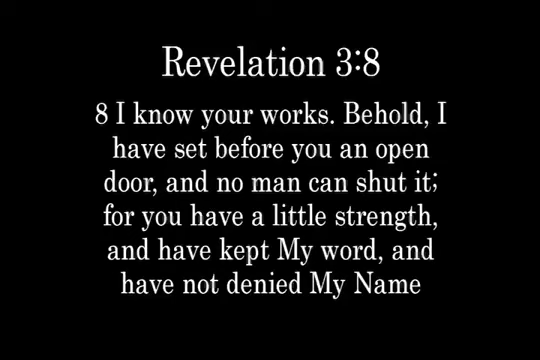 Revelation 3:8
8 I know your works. Behold, I
have set before you an open
door, and no man can shut it;
for you have a little strength,
and have kept My word, and
have not denied My Name